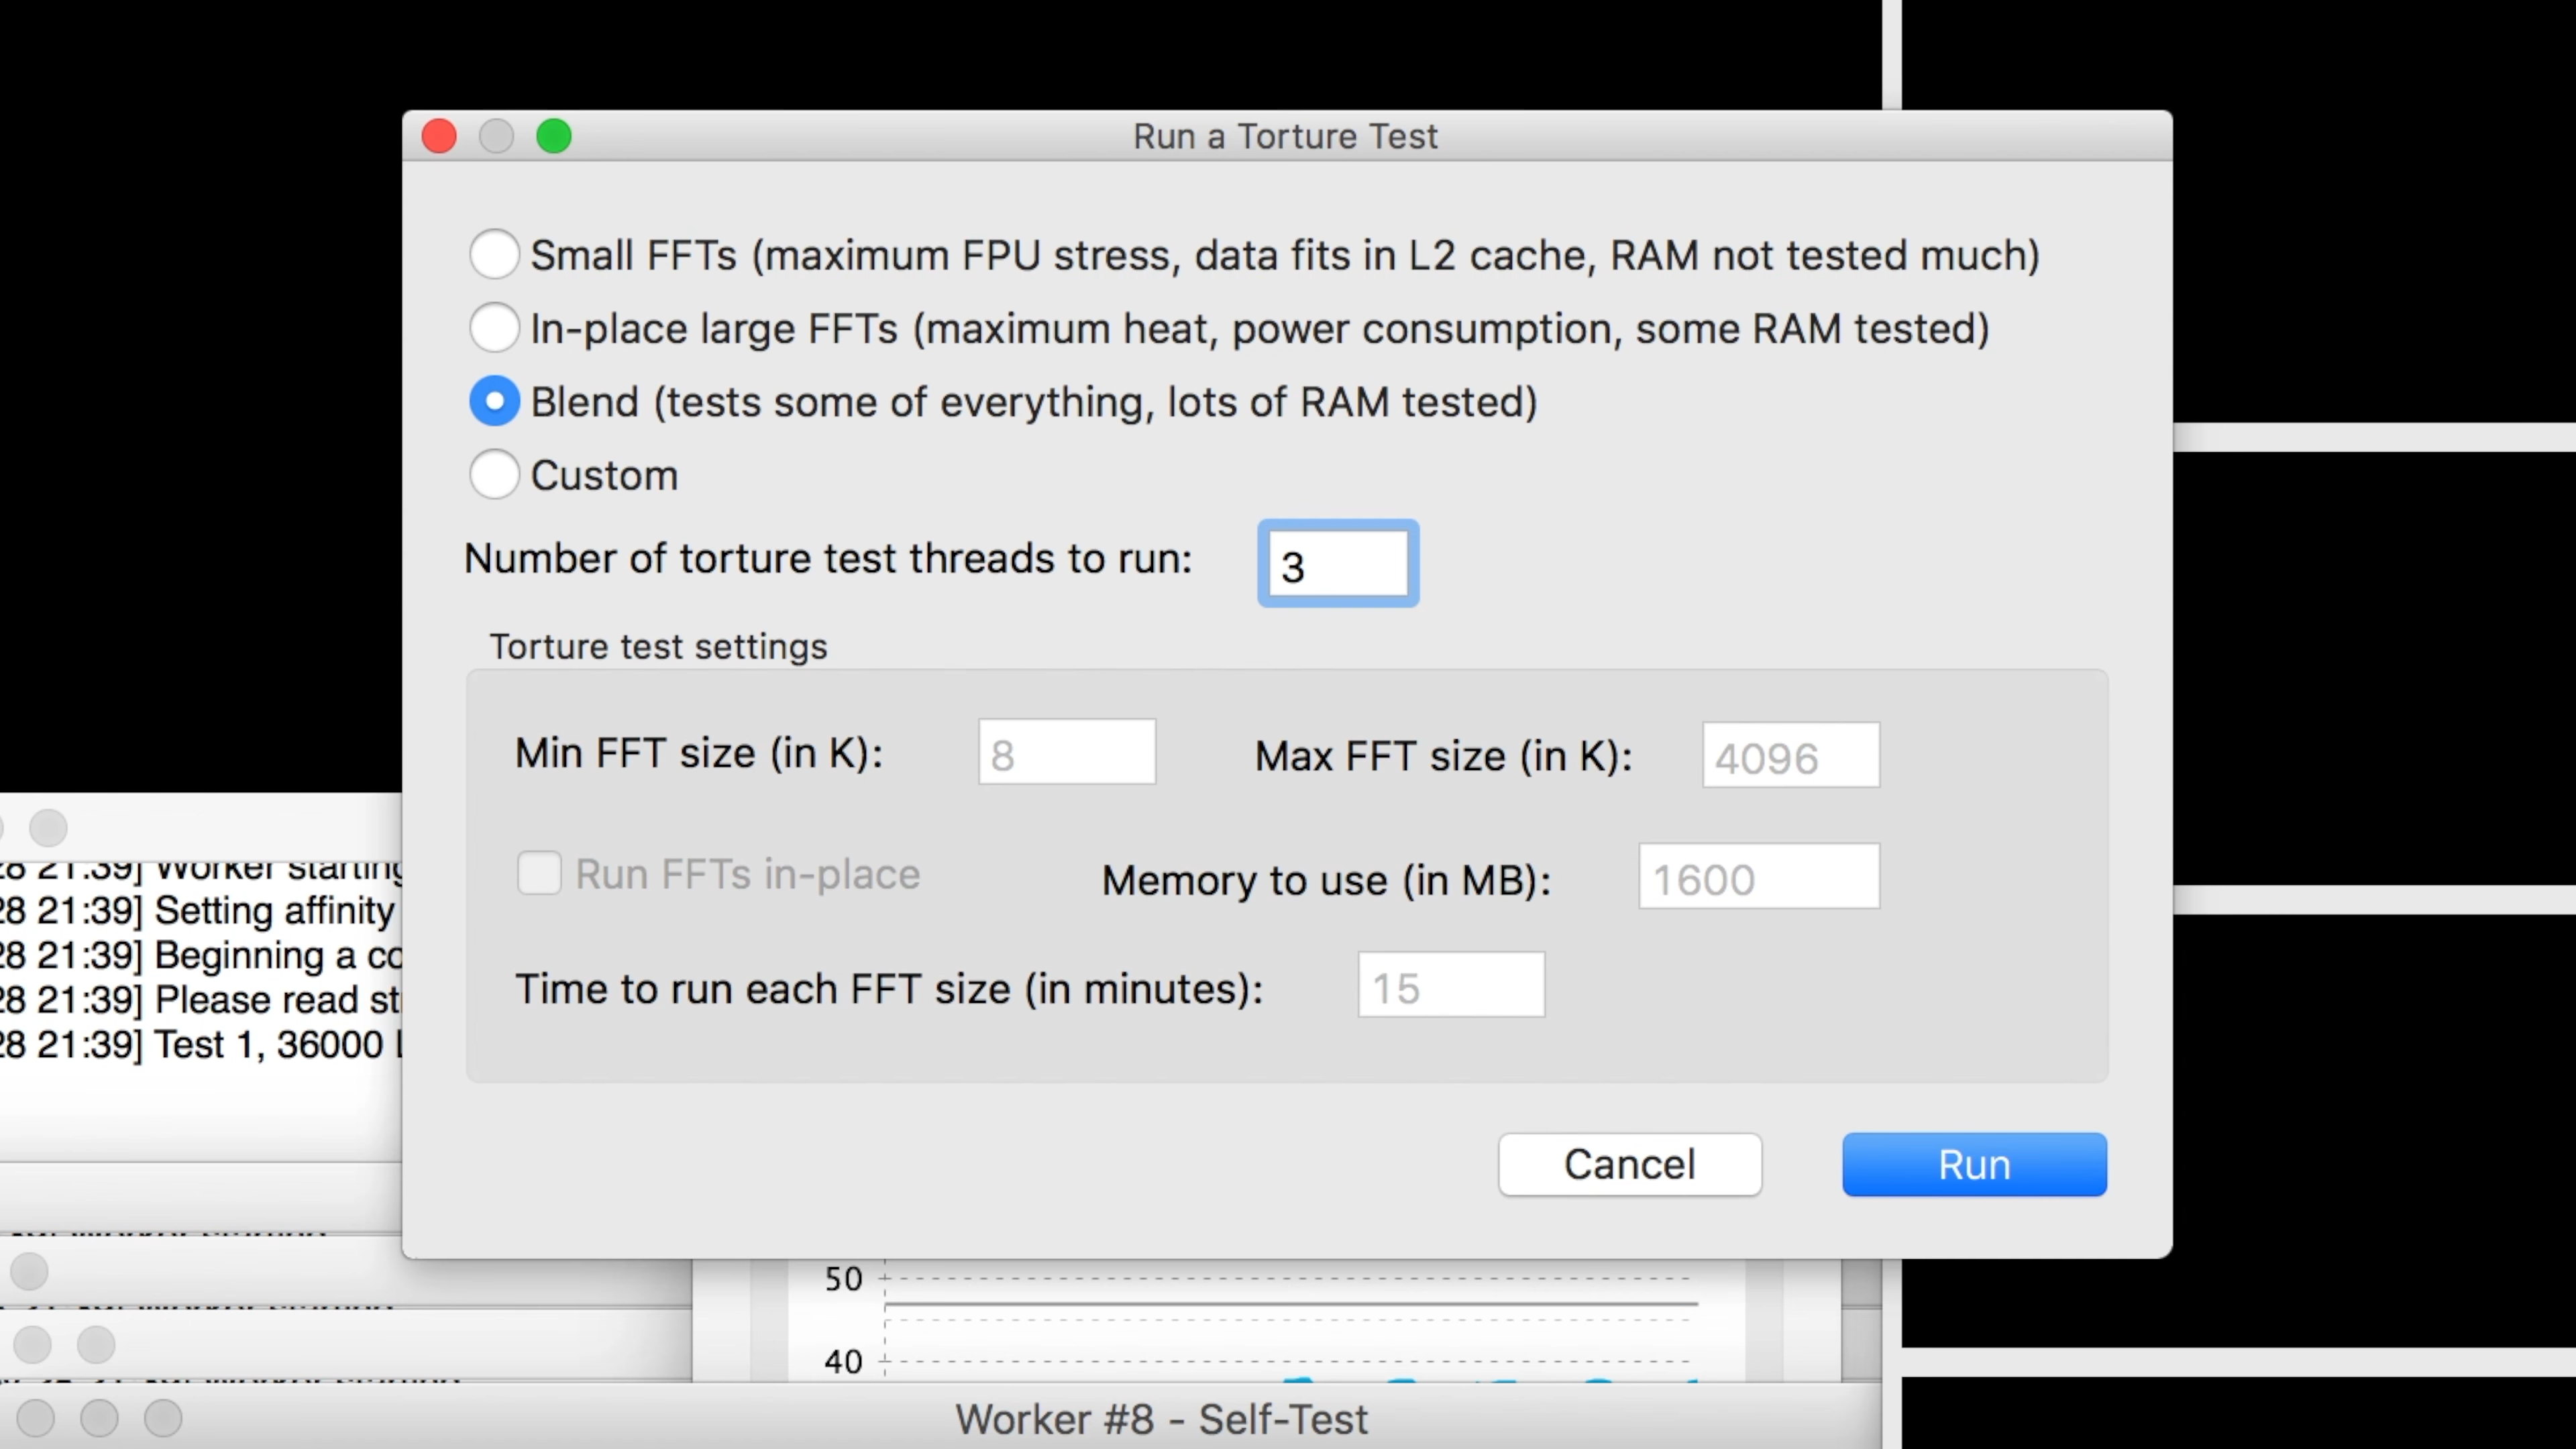 Run a Torture Test
Small FFTs (maximum FPU stress, data fits in L2 cache, RAM not tested much)
In-place large FFTs (maximum heat, power consumption, some RAM tested)
Blend (tests some of everything, lots of RAM tested)
Custom
Number of torture test threads to run: 3
Torture test settings
Min FFT size (in K): 8 Max FFT size (in K): 4096
Run FFTs in-place Memory to use (in MB): 1600
Time to run each FFT size (in minutes): 15
Cancel Run
28 21:39] Worker starting
28 21:39] Setting affinity
28 21:39] Beginning a
28 21:39] Please read
28 21:39] Test 1, 36000
50
40
Worker #8 - Self-Test